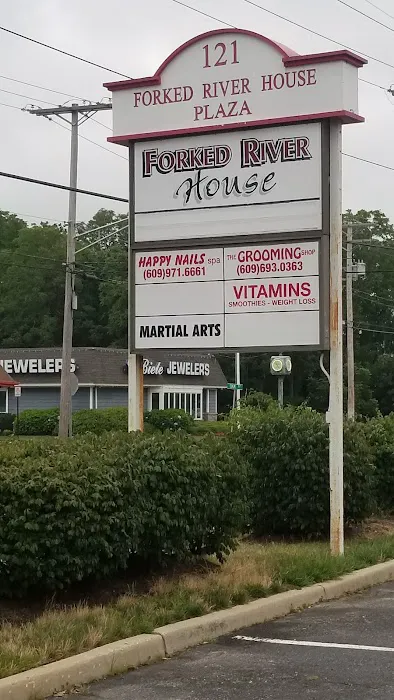 121
FORKED RIVER HOUSE
PLAZA
FORKED RIVER
House
HAPPY NAILS spa
(609)971.6661
THE GROOMING SHOP
(609)693.0363
VITAMINS
SMOOTHIES - WEIGHT LOSS
MARTIAL ARTS
JEWELERS
Biele JEWELERS